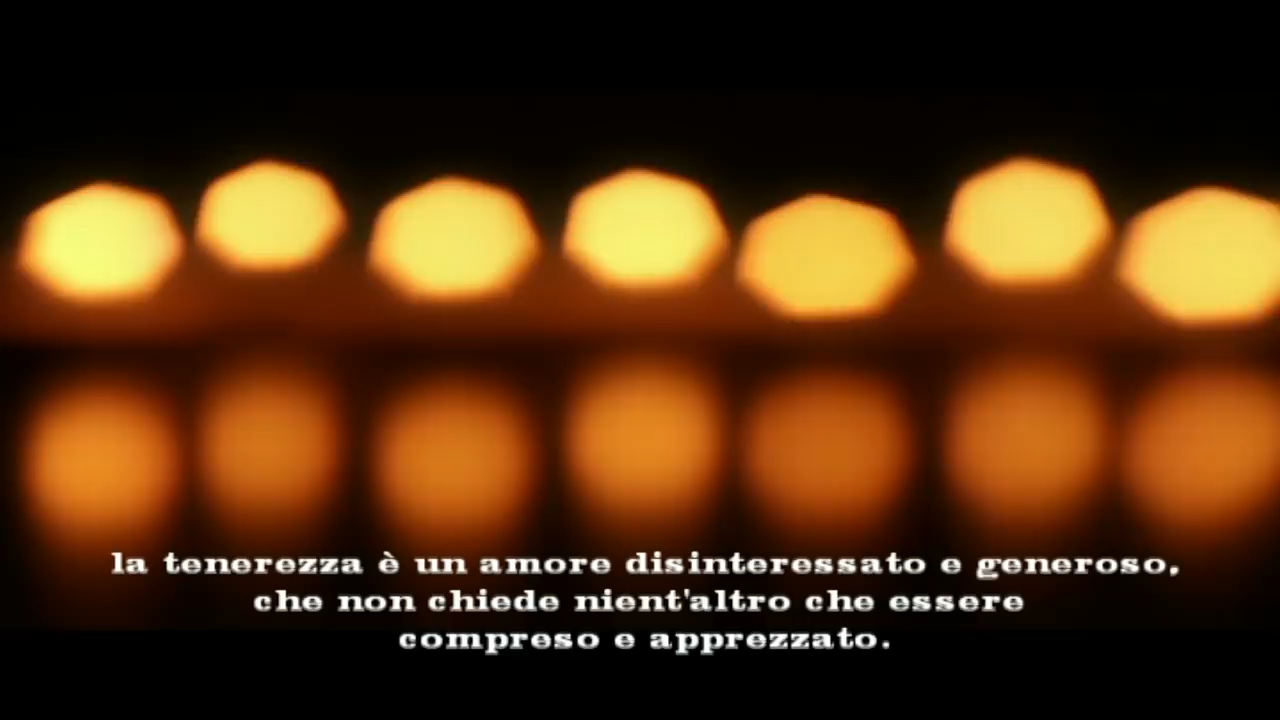 la tenerezza è un amore disinteressato e generoso,
che non chiede nient'altro che essere
compreso e apprezzato.